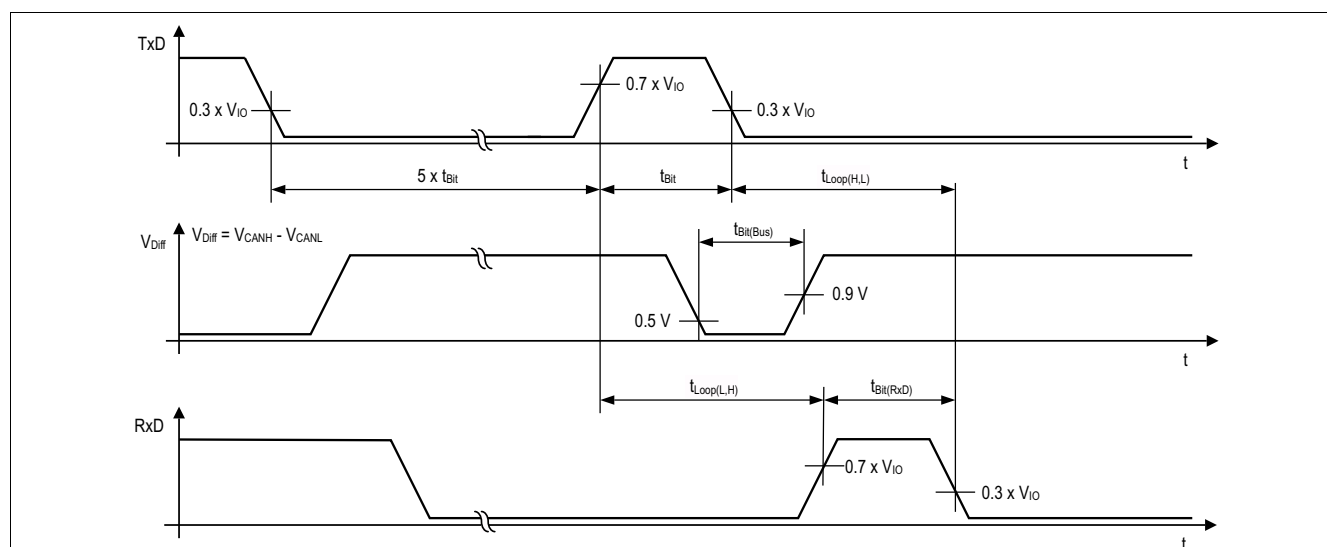 TxD
0.7 x VIO
0.3 x VIO
0.3 x VIO
t
5 x tBit
tBit
tLoop(H,L)
VDiff
VDiff = VCANH - VCANL
tBit(Bus)
0.9 V
0.5 V
t
tLoop(L,H)
tBit(RxD)
RxD
0.7 x VIO
0.3 x VIO
t